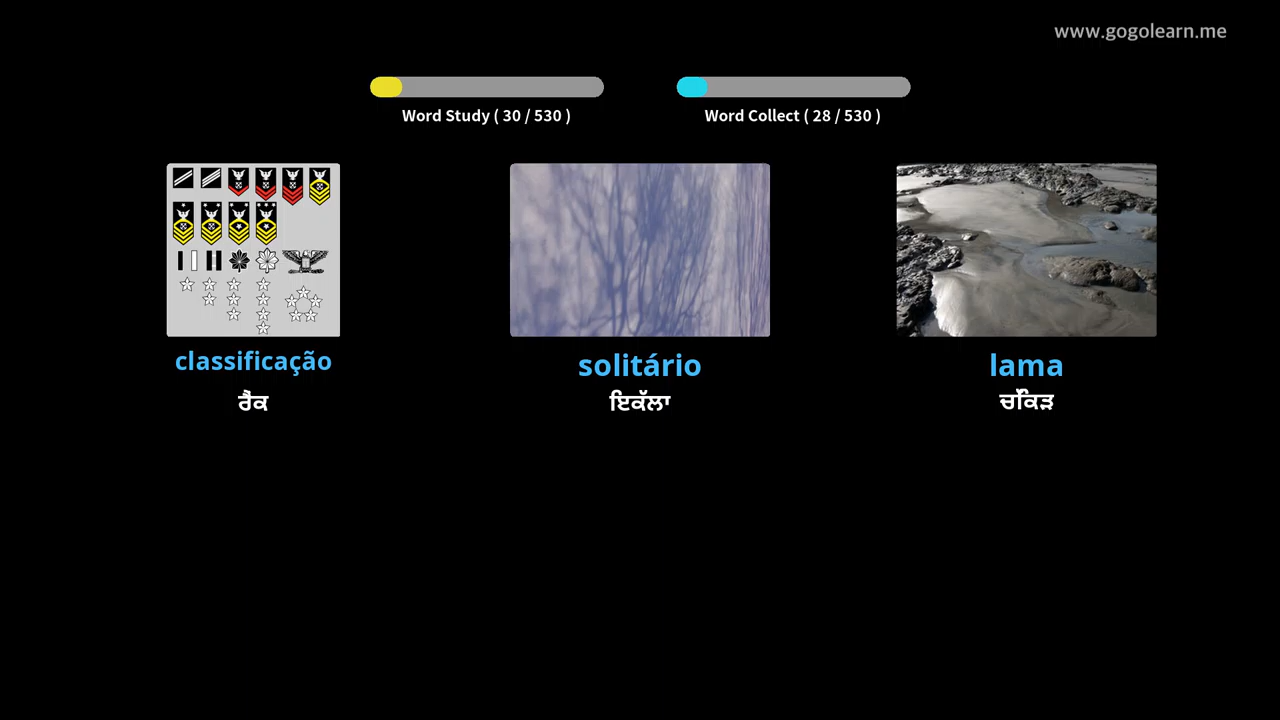 www.gogolearn.me
Word Study ( 30 / 530 )
Word Collect ( 28 / 530 )
classificação
ਰੈਂਕ
solitário
ਇਕੱਲਾ
lama
ਚਿੱਕੜ